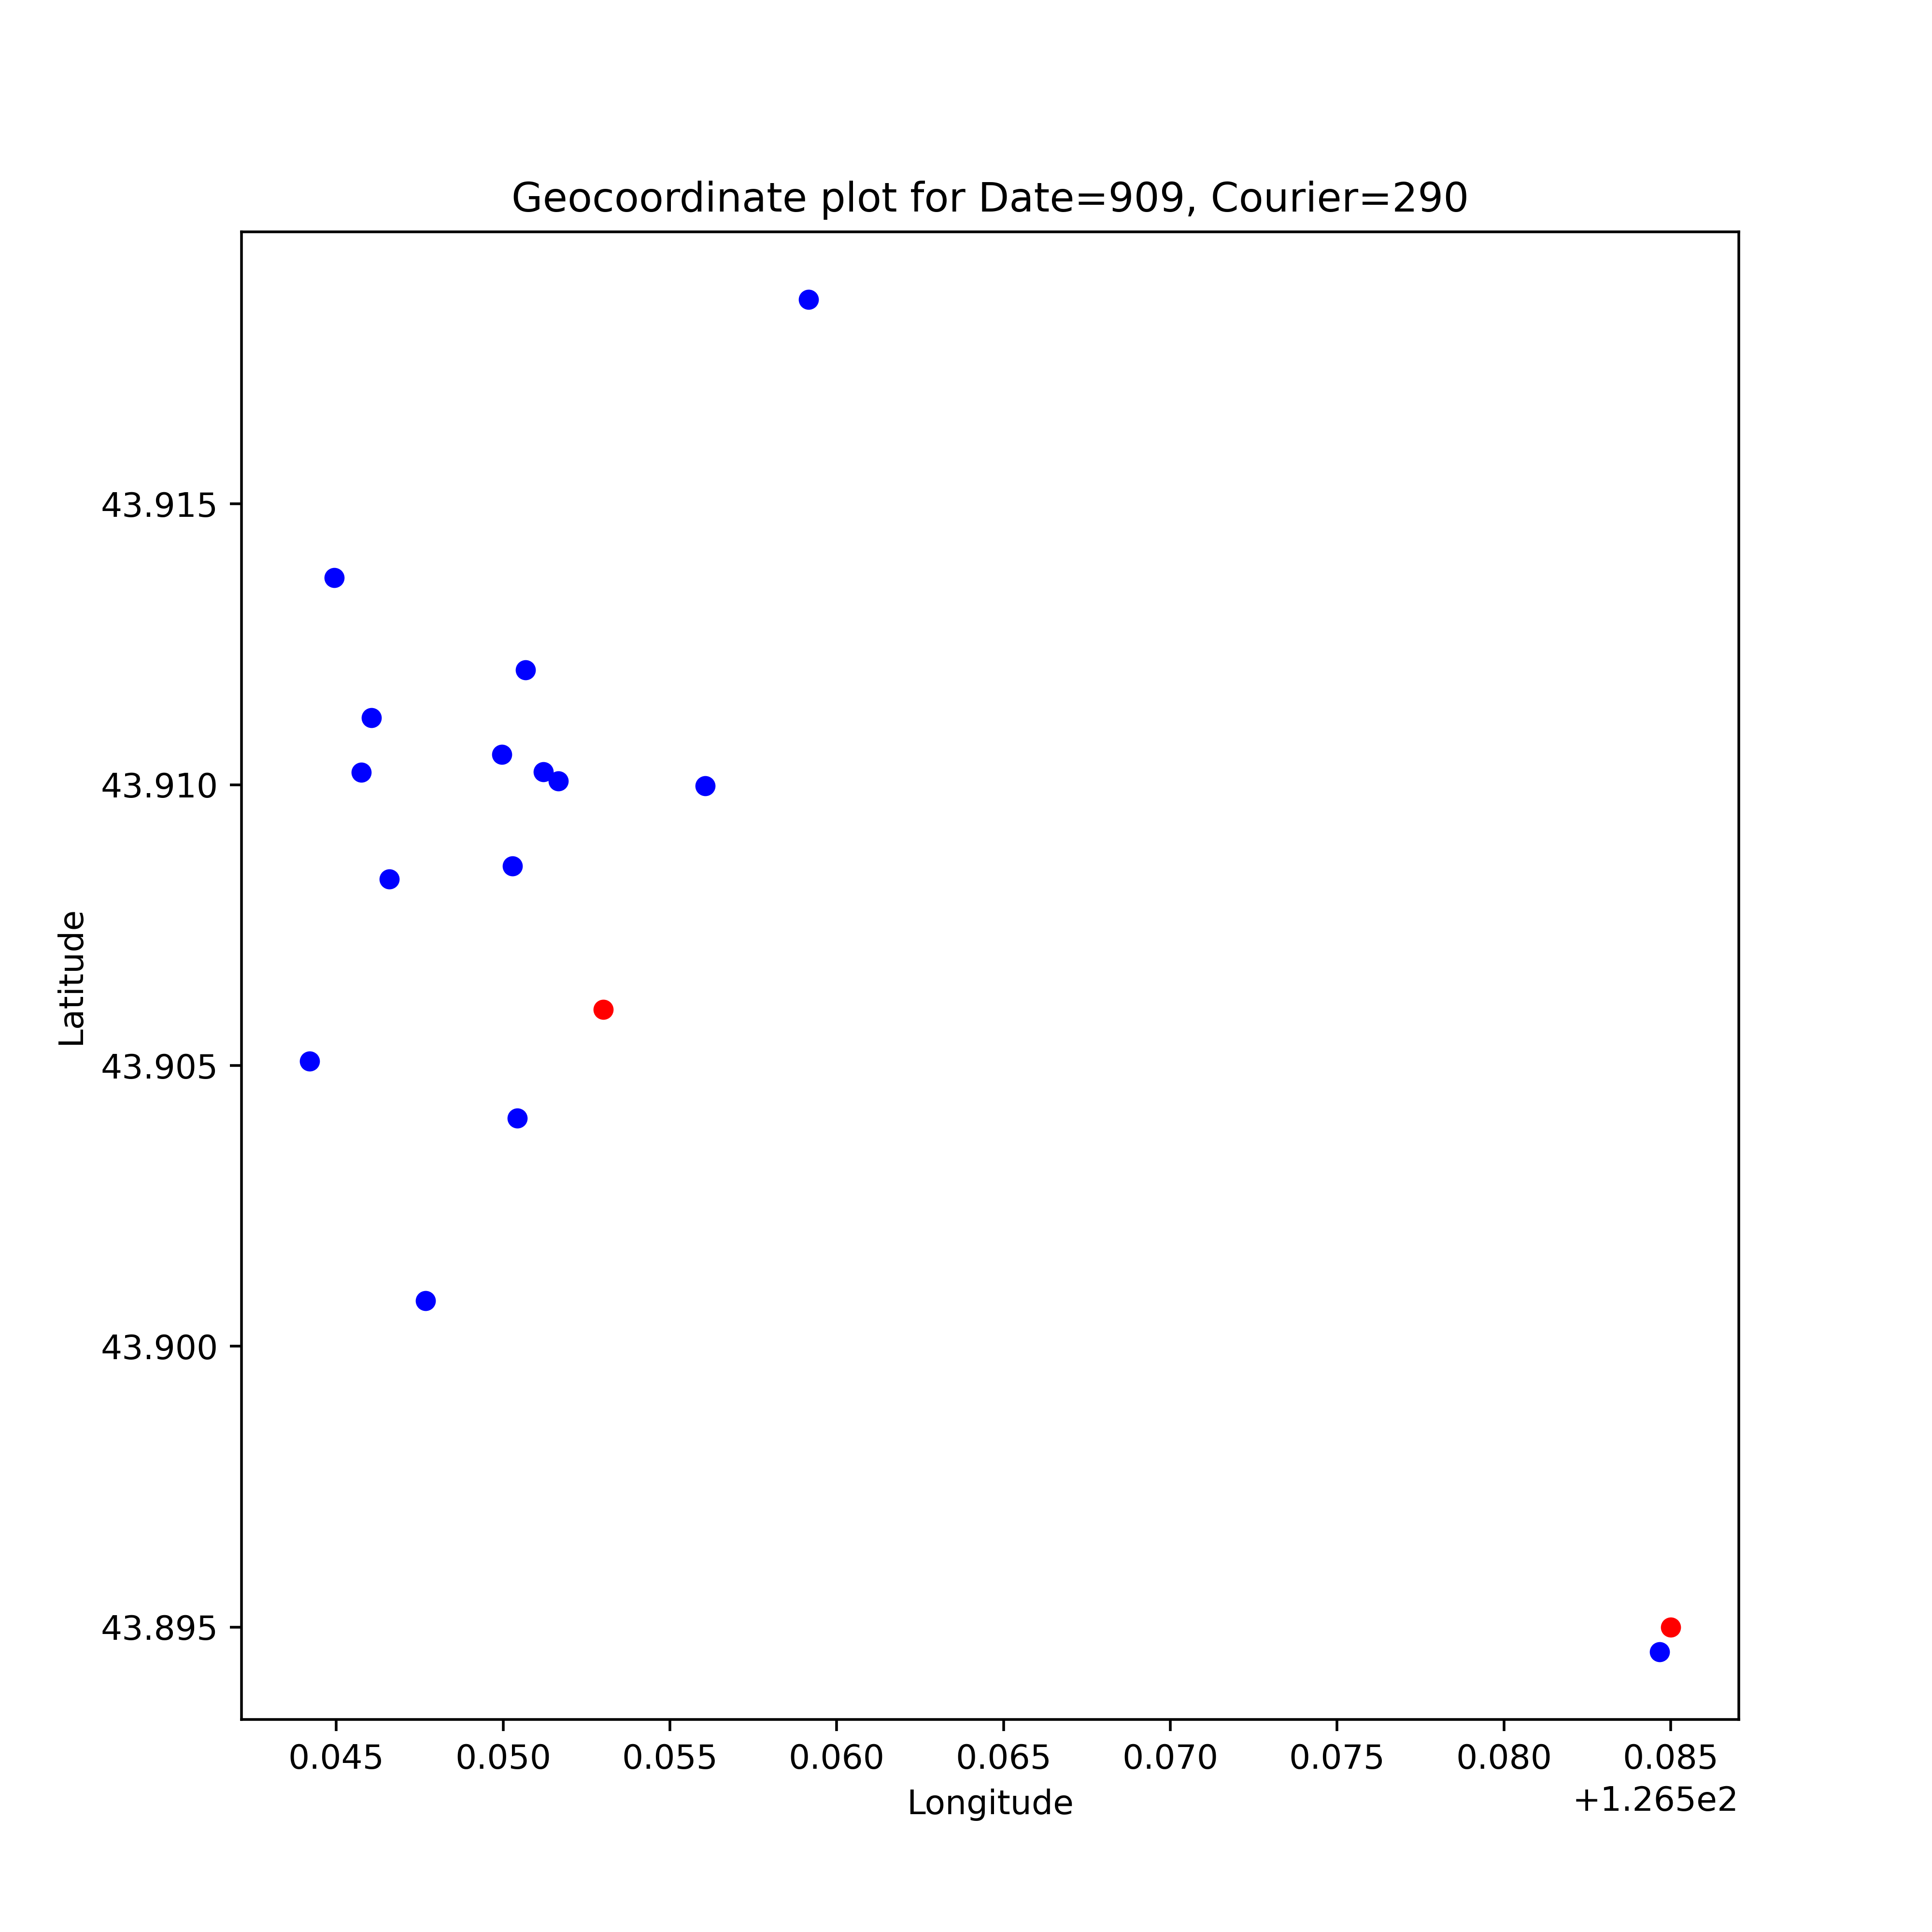 Geocoordinate plot for Date=909, Courier=290
43.915
43.910
43.905
43.900
43.895
Latitude
0.045 0.050 0.055 0.060 0.065 0.070 0.075 0.080 0.085
+1.265e2
Longitude